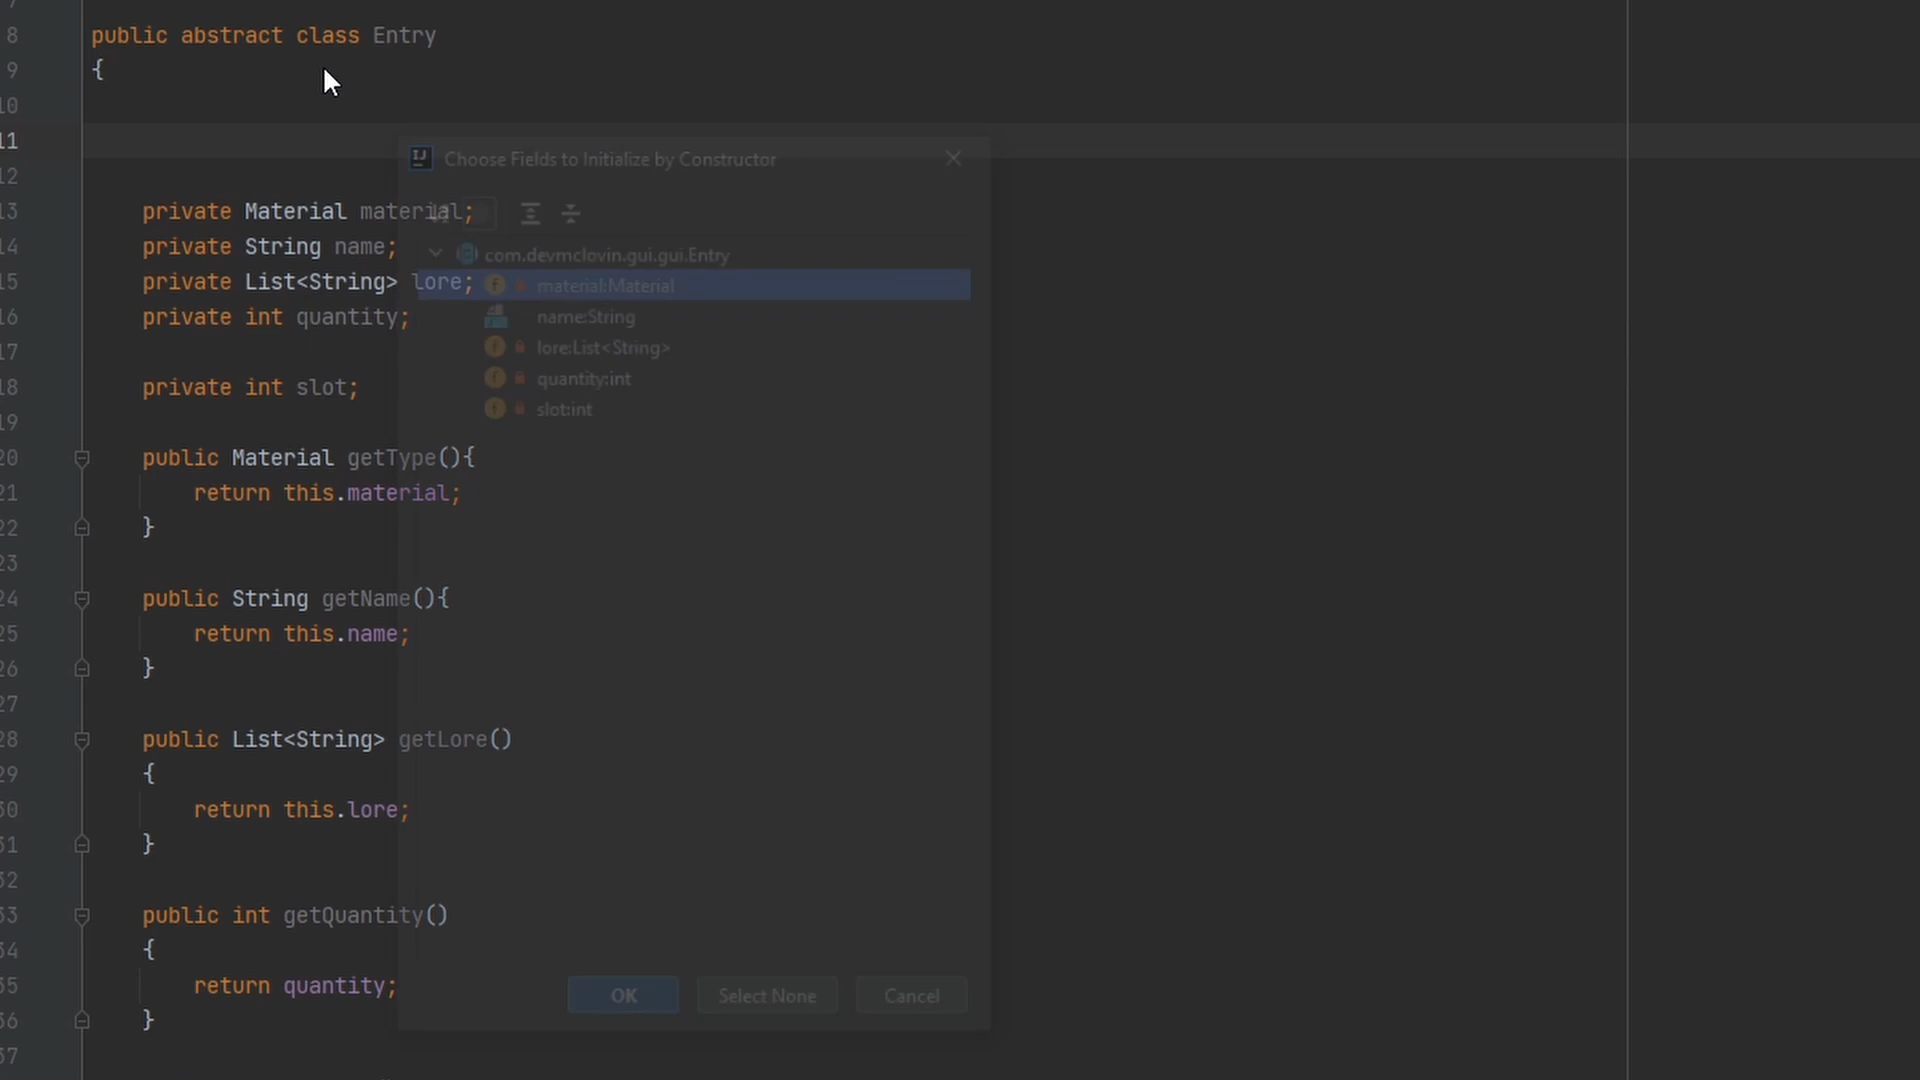 7
8 public abstract class Entry
9 {
10
11
12
13 private Material material;
14 private String name;
15 private List<String> lore;
16 private int quantity;
17
18 private int slot;
19
20 public Material getType(){
21 return this.material;
22 }
23
24 public String getName(){
25 return this.name;
26 }
27
28 public List<String> getLore()
29 {
30 return this.lore;
31 }
32
33 public int getQuantity()
34 {
35 return quantity;
36 }
37
IJ Choose Fields to Initialize by Constructor
com.devmclovin.gui.gui.Entry
f material:Material
name:String
f lore:List<String>
f quantity:int
f slot:int
OK Select None Cancel